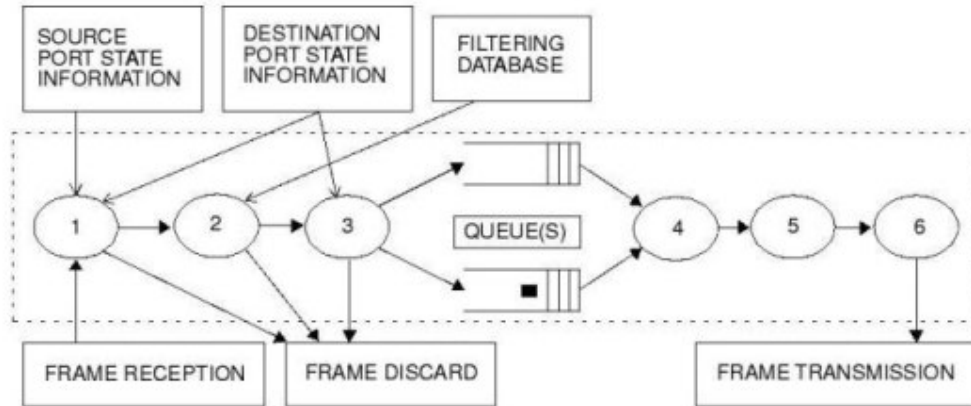 SOURCE
PORT STATE
INFORMATION
DESTINATION
PORT STATE
INFORMATION
FILTERING
DATABASE
1
2
3
QUEUE(S)
4
5
6
FRAME RECEPTION
FRAME DISCARD
FRAME TRANSMISSION